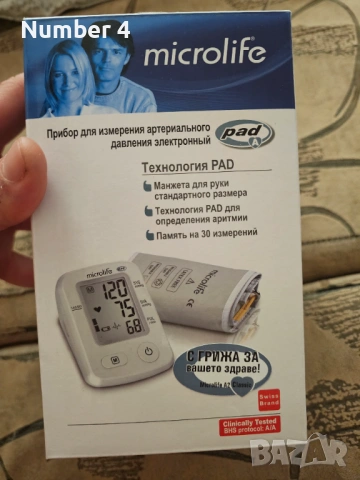 Number 4
microlife®
Прибор для измерения артериального
давления электронный
pad
A
Технология PAD
Манжета для руки
стандартного размера
Технология PAD для
определения аритмии
Память на 30 измерений
microlife
120
75
68
microlife
С ГРИЖА ЗА
вашето здраве!
Microlife A2 Classic
Swiss
Brand
Clinically Tested
BHS protocol: A/A
BAZAR